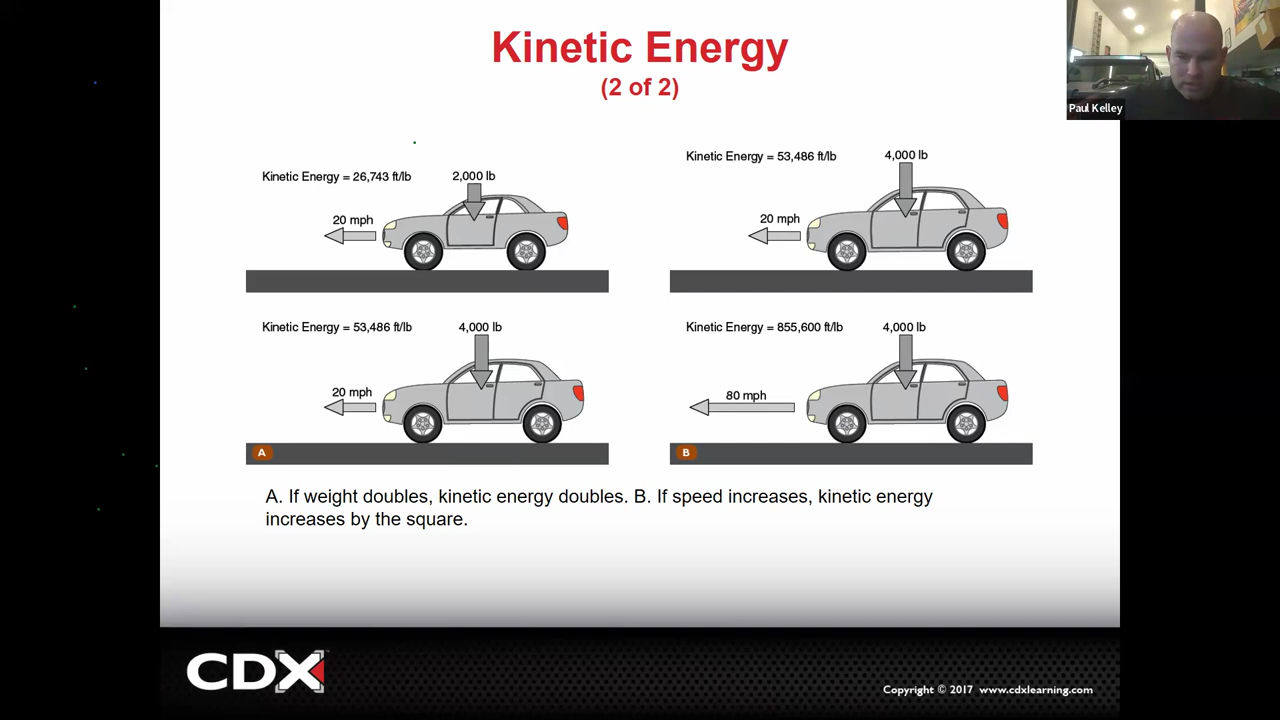 Kinetic Energy
(2 of 2)
Paul Kelley
Kinetic Energy = 26,743 ft/lb
2,000 lb
20 mph
Kinetic Energy = 53,486 ft/lb
4,000 lb
20 mph
Kinetic Energy = 53,486 ft/lb
4,000 lb
20 mph
A
Kinetic Energy = 855,600 ft/lb
4,000 lb
80 mph
B
A. If weight doubles, kinetic energy doubles. B. If speed increases, kinetic energy
increases by the square.
CDX
Copyright © 2017 www.cdxlearning.com